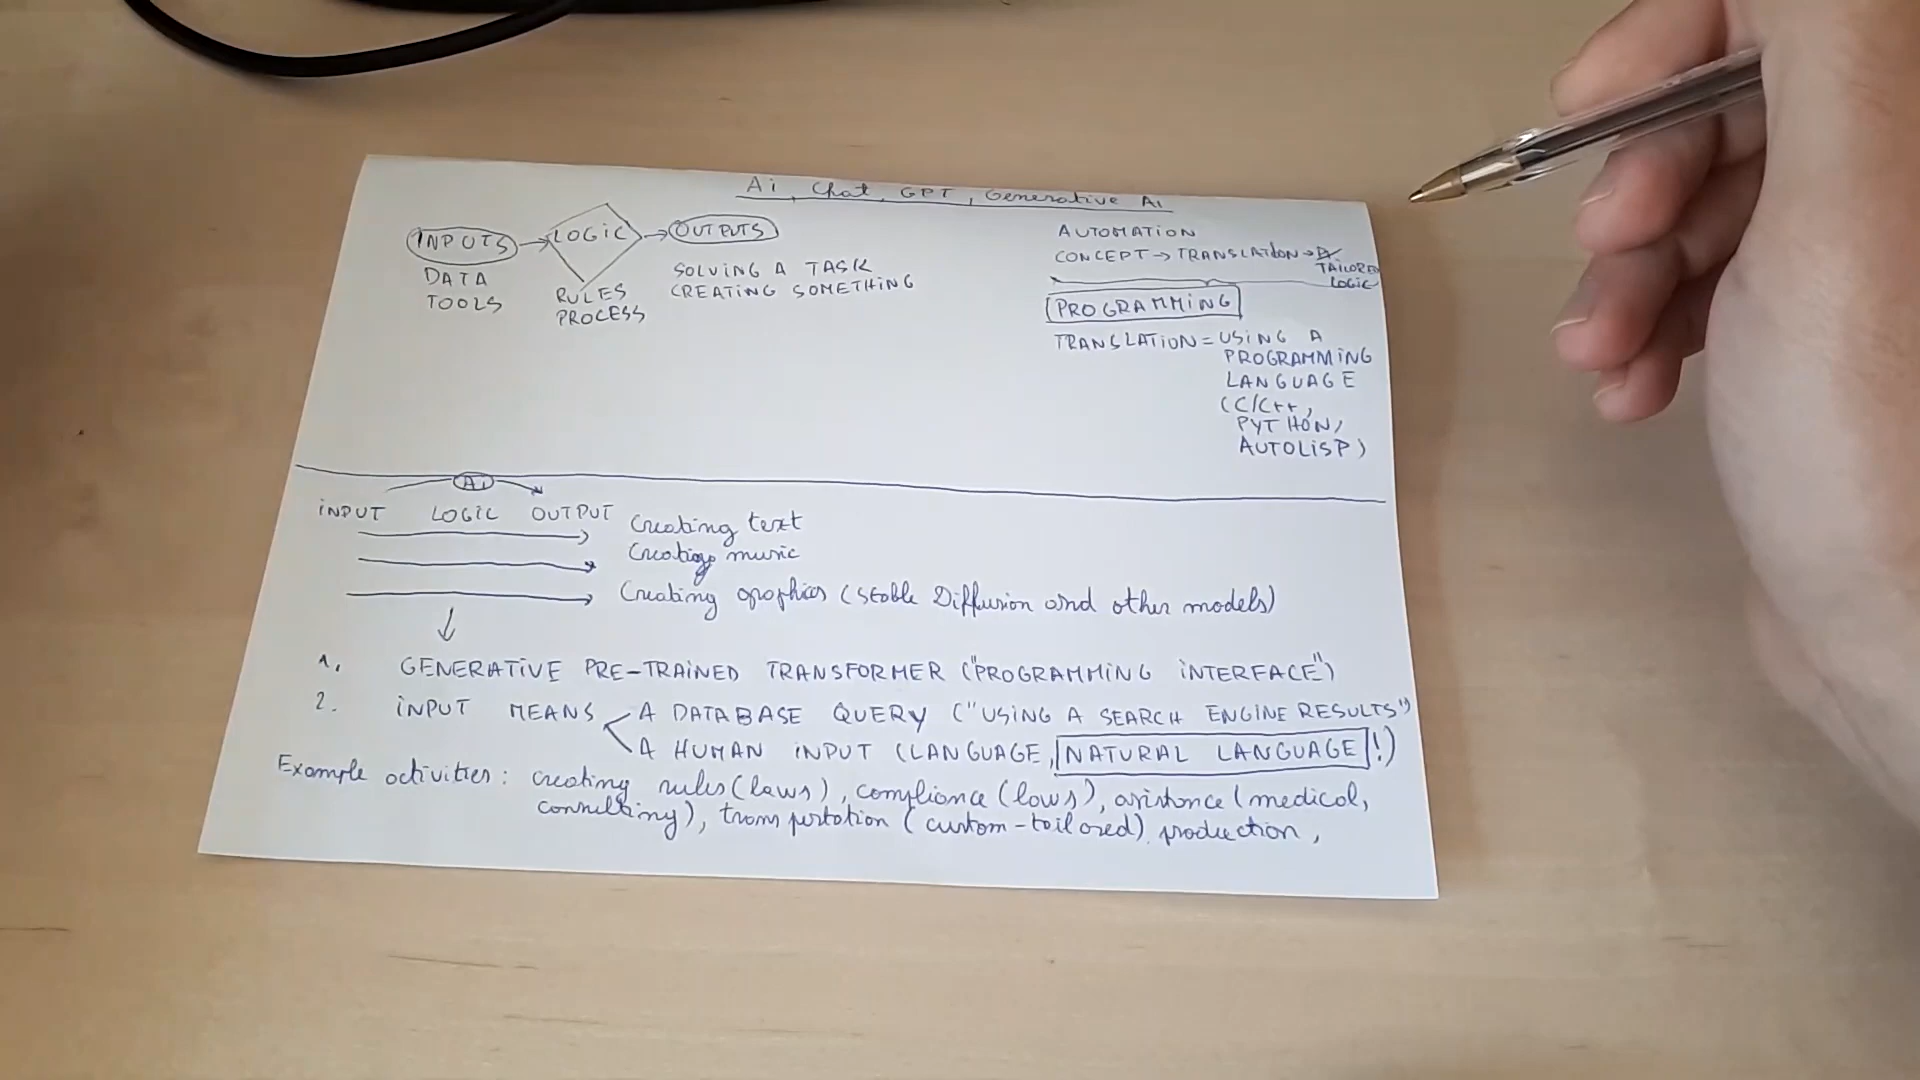 Ai, Chat GPT, Generative Ai
INPUTS → LOGiC → OUTPUTS
DATA
TOOLS
RULES
PROCESS
SOLVING A TASK
CREATING SOMETHING
AUTOMATION
CONCEPT → TRANSLATION →
TAILORED
LOGiC
PROGRAMMiNG
TRANSLATiON = USiNG A
PROGRAMMiNG
LANGUAGE
(C/C++,
PYTHON,
AUTOLiSP)
Ai
iNPUT LOGiC OUTPUT
Creating text
Creating music
Creating graphics (Stable Diffusion and other models)
1. GENERATiVE PRE-TRAiNED TRANSFORMER ("PROGRAMMiNG iNTERFACE")
2. iNPUT MEANS
A DATABASE QUERY ("USiNG A SEARCH ENGiNE RESULTS")
A HUMAN iNPUT (LANGUAGE, NATURAL LANGUAGE!)
Example activities: creating rules (laws), compliance (laws), assistance (medical,
consulting), transportation (custom-tailored), production,